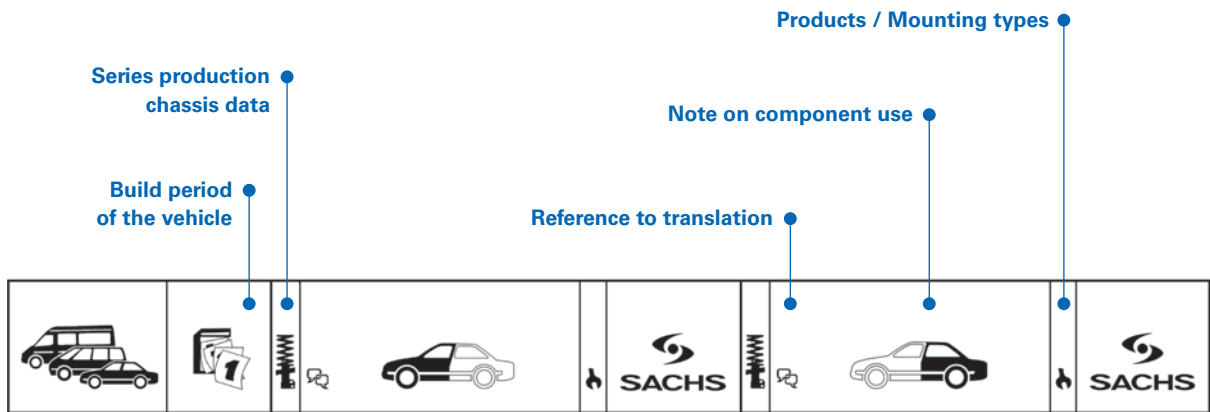 Products / Mounting types
Series production
chassis data
Note on component use
Build period
of the vehicle
Reference to translation
1
SACHS
SACHS